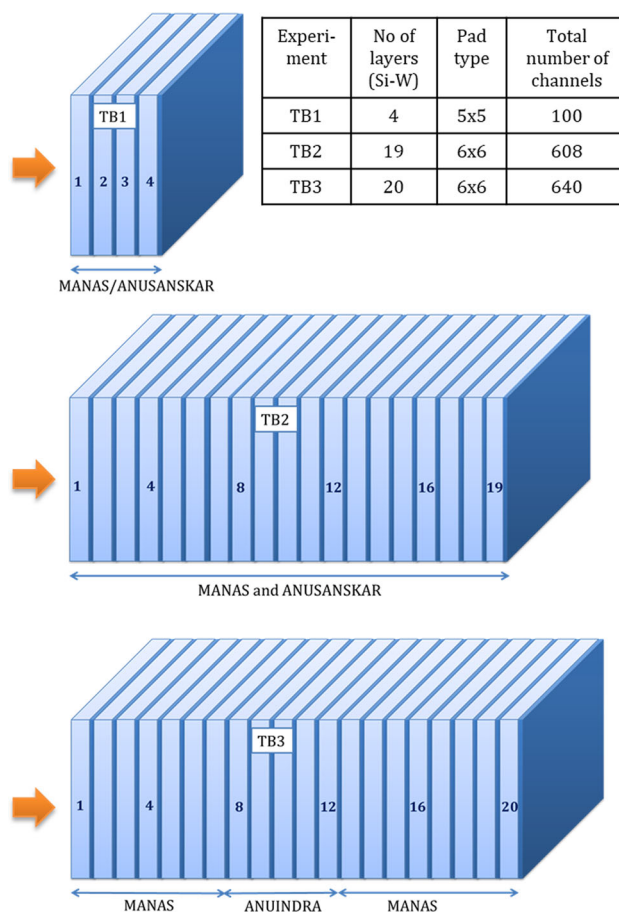 Experi-
ment
No of
layers
(Si-W)
Pad
type
Total
number of
channels
TB1 4 5x5 100
TB2 19 6x6 608
TB3 20 6x6 640
TB1
1 2 3 4
MANAS/ANUSANSKAR
TB2
1 4 8 12 16 19
MANAS and ANUSANSKAR
TB3
1 4 8 12 16 20
MANAS ANUINDRA MANAS